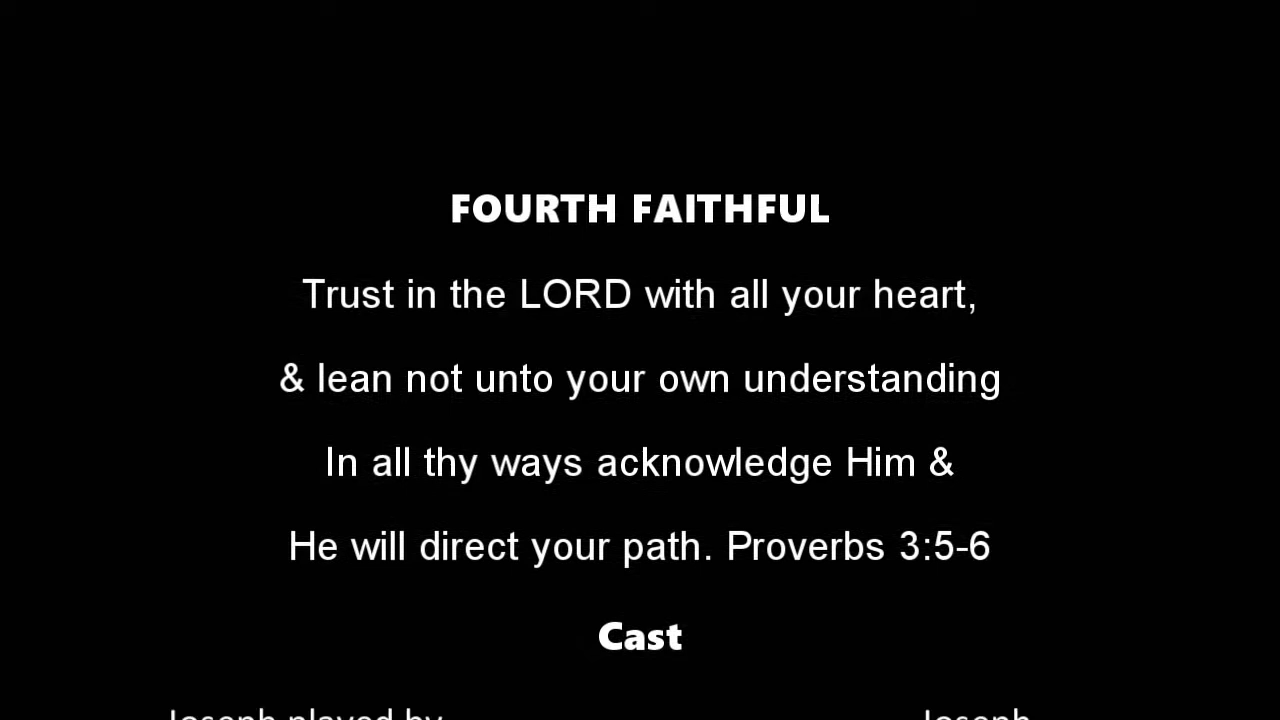 FOURTH FAITHFUL
Trust in the LORD with all your heart,
& lean not unto your own understanding
In all thy ways acknowledge Him &
He will direct your path. Proverbs 3:5-6
Cast
Joseph played by Joseph